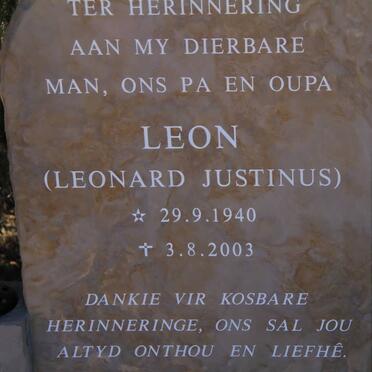 TER HERINNERING
AAN MY DIERBARE
MAN, ONS PA EN OUPA
LEON
(LEONARD JUSTINUS)
☆ 29.9.1940
✝ 3.8.2003
DANKIE VIR KOSBARE
HERINNERINGE, ONS SAL JOU
ALTYD ONTHOU EN LIEFHÊ.